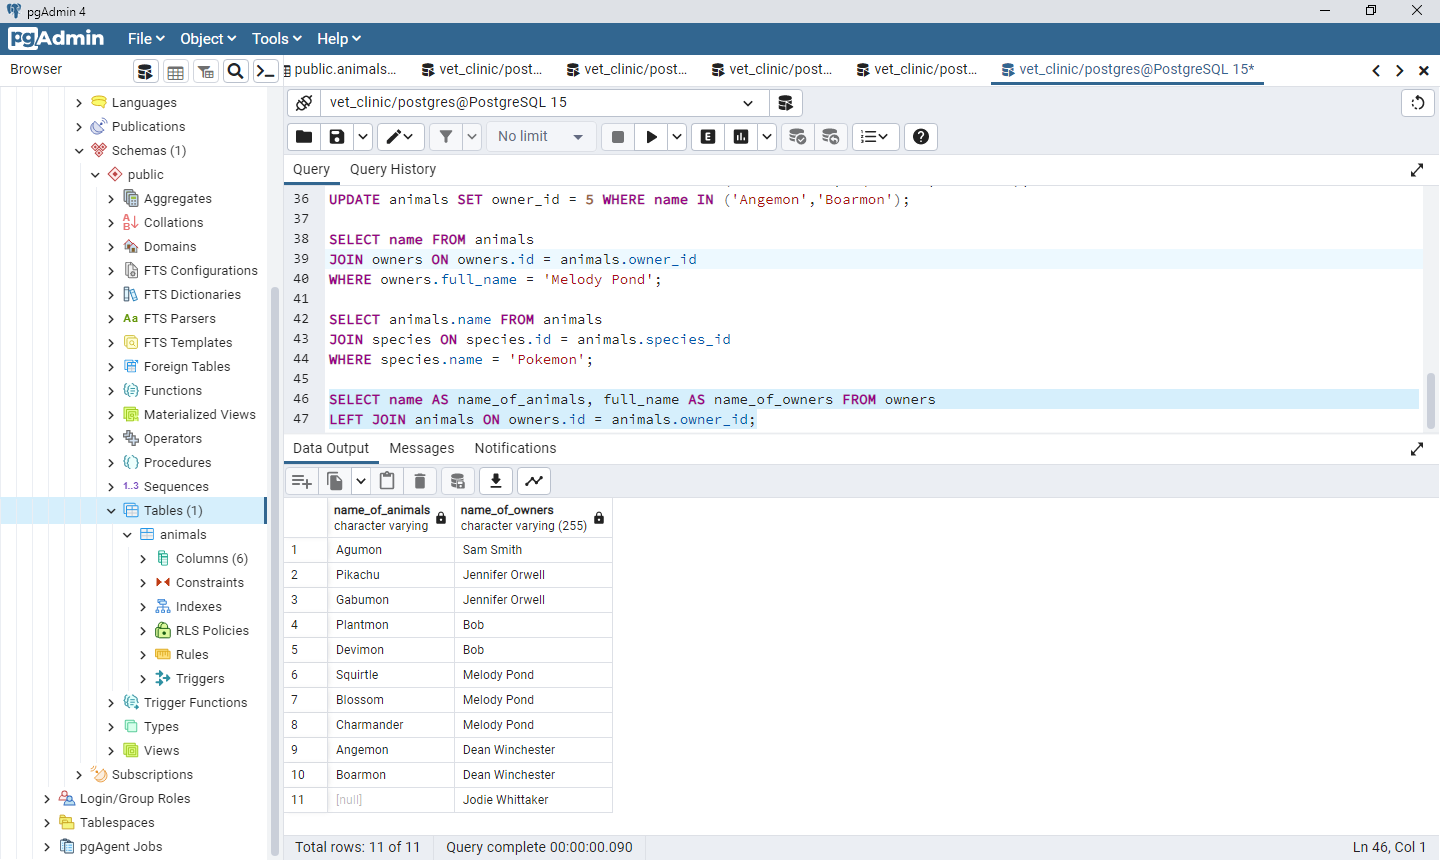 pgAdmin 4
pgAdmin File Object Tools Help
Browser
public.animals... vet_clinic/post... vet_clinic/post... vet_clinic/post... vet_clinic/post... vet_clinic/postgres@PostgreSQL 15*
vet_clinic/postgres@PostgreSQL 15
No limit
E
Query Query History
36 UPDATE animals SET owner_id = 5 WHERE name IN ('Angemon','Boarmon');
37
38 SELECT name FROM animals
39 JOIN owners ON owners.id = animals.owner_id
40 WHERE owners.full_name = 'Melody Pond';
41
42 SELECT animals.name FROM animals
43 JOIN species ON species.id = animals.species_id
44 WHERE species.name = 'Pokemon';
45
46 SELECT name AS name_of_animals, full_name AS name_of_owners FROM owners
47 LEFT JOIN animals ON owners.id = animals.owner_id;
Data Output Messages Notifications
name_of_animals name_of_owners
character varying character varying (255)
1 Agumon Sam Smith
2 Pikachu Jennifer Orwell
3 Gabumon Jennifer Orwell
4 Plantmon Bob
5 Devimon Bob
6 Squirtle Melody Pond
7 Blossom Melody Pond
8 Charmander Melody Pond
9 Angemon Dean Winchester
10 Boarmon Dean Winchester
11 [null] Jodie Whittaker
Total rows: 11 of 11 Query complete 00:00:00.090 Ln 46, Col 1
Languages
Publications
Schemas (1)
public
Aggregates
Collations
Domains
FTS Configurations
FTS Dictionaries
Aa FTS Parsers
FTS Templates
Foreign Tables
Functions
Materialized Views
Operators
Procedures
1..3 Sequences
Tables (1)
animals
Columns (6)
Constraints
Indexes
RLS Policies
Rules
Triggers
Trigger Functions
Types
Views
Subscriptions
Login/Group Roles
Tablespaces
pgAgent Jobs